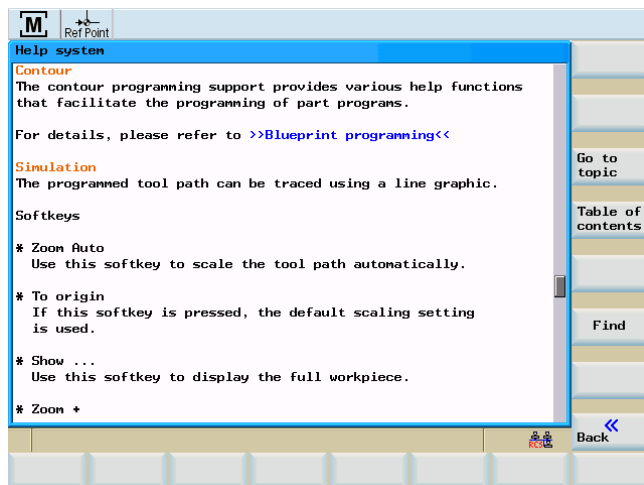 M
Ref Point
Help system
Contour
The contour programming support provides various help functions
that facilitate the programming of part programs.
For details, please refer to >>Blueprint programming<<
Simulation
The programmed tool path can be traced using a line graphic.
Softkeys
* Zoom Auto
Use this softkey to scale the tool path automatically.
* To origin
If this softkey is pressed, the default scaling setting
is used.
* Show ...
Use this softkey to display the full workpiece.
* Zoom +
Go to
topic
Table of
contents
Find
«
Back
RCS